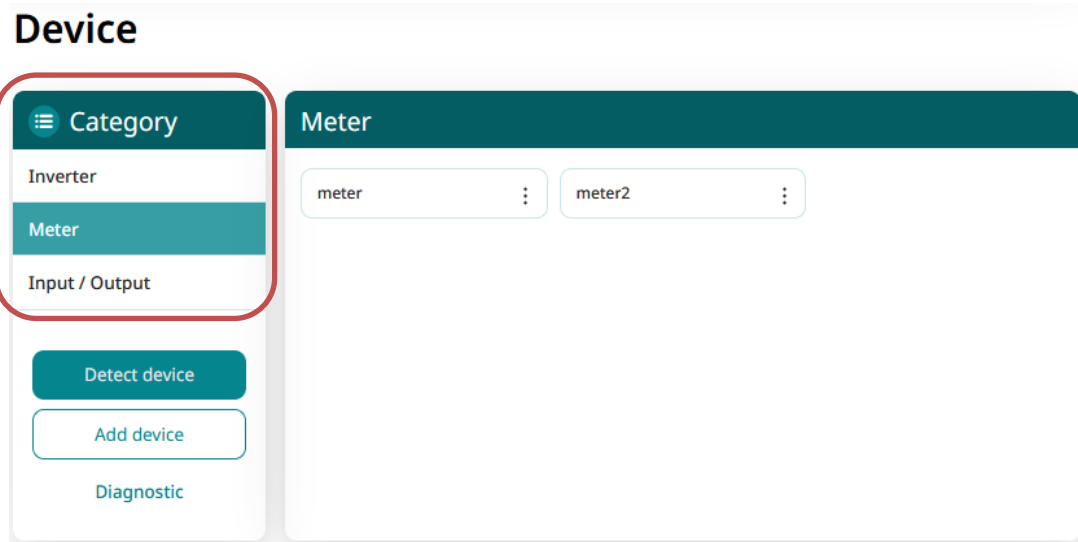 Device
Category
Inverter
Meter
Input / Output
Detect device
Add device
Diagnostic
Meter
meter
meter2